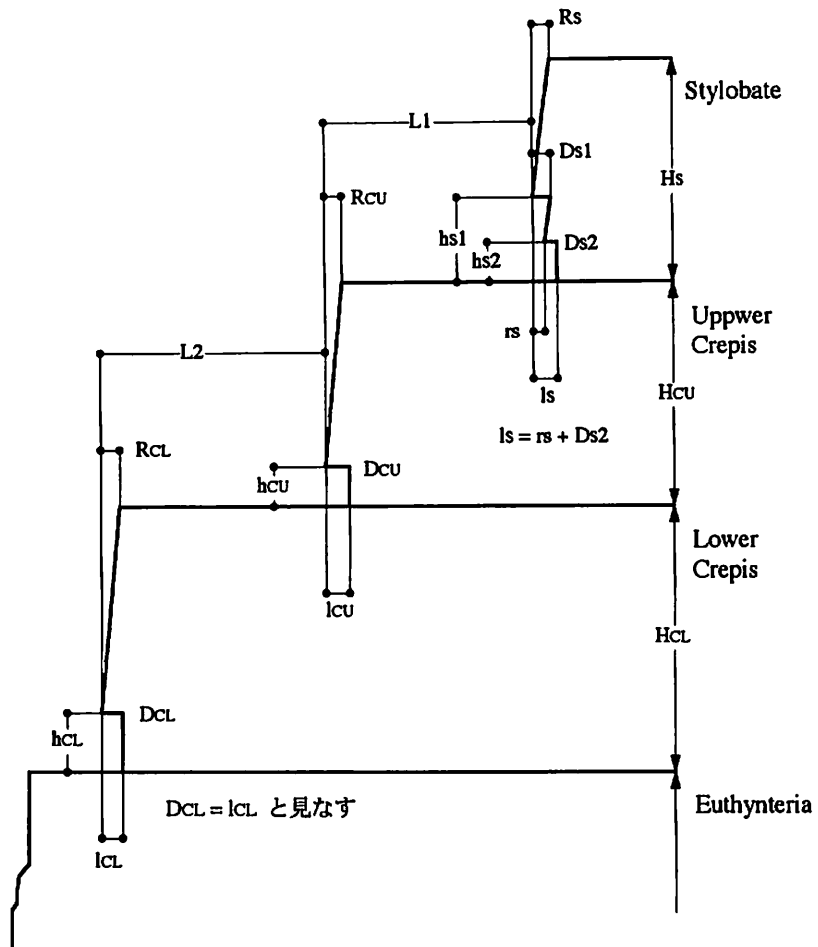 Rs
Stylobate
L1
Ds1
Hs
RCU
hs1
Ds2
hs2
Uppwer
Crepis
rs
L2
HCU
ls
ls = rs + Ds2
RCL
DCU
hCU
Lower
Crepis
lCU
HCL
DCL
hCL
DCL = lCL と見なす
Euthynteria
lCL